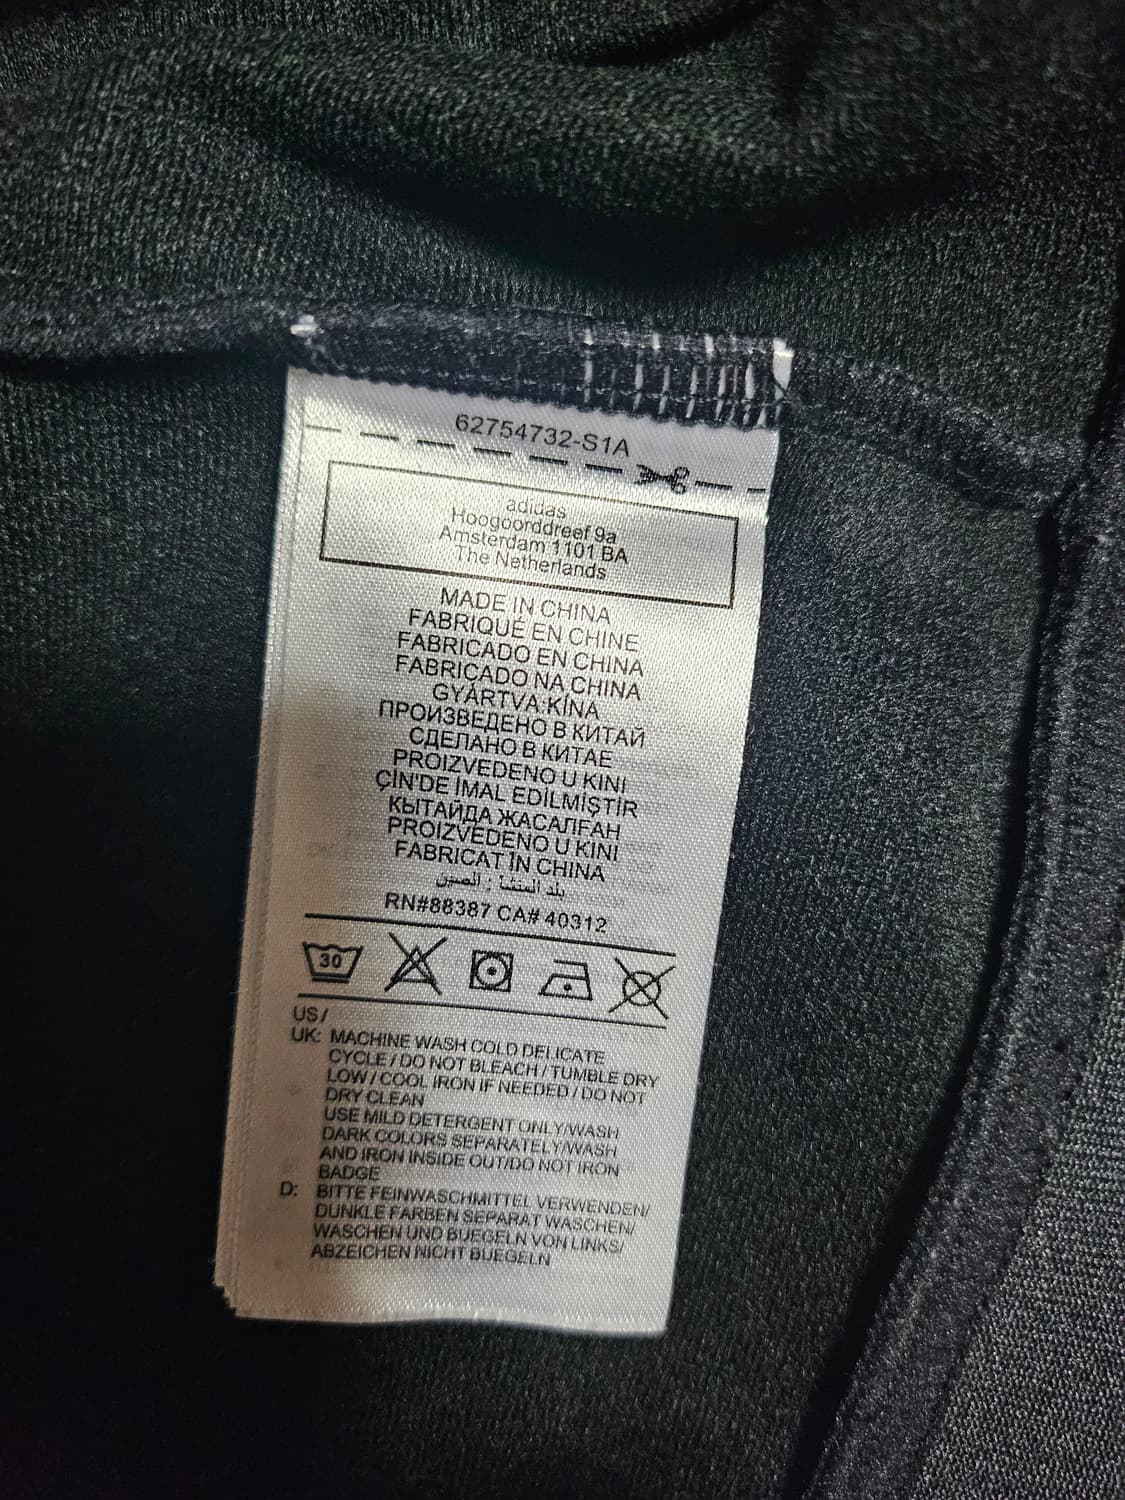 62754732-S1A
adidas
Hoogoorddreef 9a
Amsterdam 1101 BA
The Netherlands
MADE IN CHINA
FABRIQUÉ EN CHINE
FABRICADO EN CHINA
FABRICADO NA CHINA
GYÁRTVA:KÍNA
ПРОИЗВЕДЕНО В КИТАЙ
СДЕЛАНО В КИТАЕ
PROIZVEDENO U KINI
ÇİN'DE İMAL EDİLMİŞTİR
КЫТАЙДА ЖАСАЛҒАН
PROIZVEDENO U KINI
FABRICAT ÎN CHINA
بلد المنشأ : الصين
RN#88387 CA# 40312
30
US/
UK: MACHINE WASH COLD DELICATE
CYCLE / DO NOT BLEACH / TUMBLE DRY
LOW / COOL IRON IF NEEDED / DO NOT
DRY CLEAN
USE MILD DETERGENT ONLY/WASH
DARK COLORS SEPARATELY/WASH
AND IRON INSIDE OUT/DO NOT IRON
BADGE
D: BITTE FEINWASCHMITTEL VERWENDEN/
DUNKLE FARBEN SEPARAT WASCHEN/
WASCHEN UND BUEGELN VON LINKS/
ABZEICHEN NICHT BUEGELN